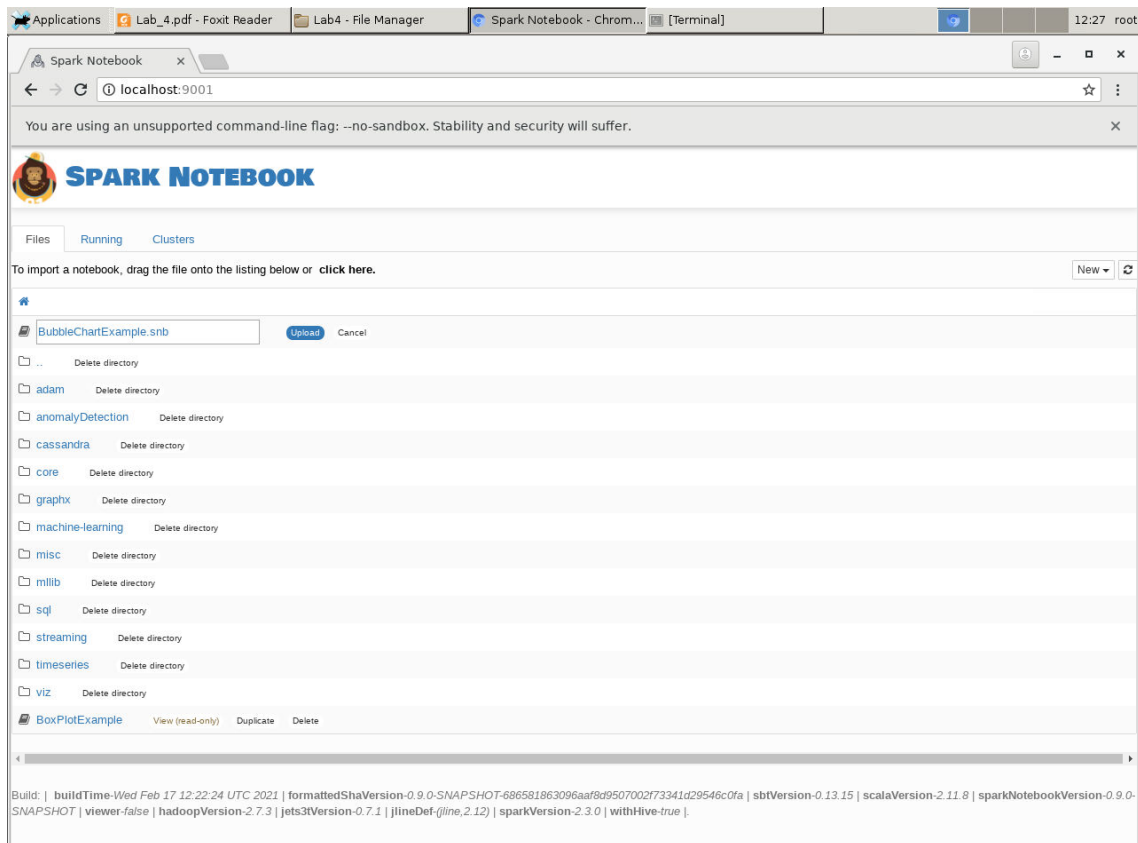 Applications Lab_4.pdf - Foxit Reader Lab4 - File Manager Spark Notebook - Chrom... [Terminal] 12:27 root
Spark Notebook
localhost:9001
You are using an unsupported command-line flag: --no-sandbox. Stability and security will suffer.
SPARK NOTEBOOK
Files Running Clusters
To import a notebook, drag the file onto the listing below or click here. New
BubbleChartExample.snb Upload Cancel
.. Delete directory
adam Delete directory
anomalyDetection Delete directory
cassandra Delete directory
core Delete directory
graphx Delete directory
machine-learning Delete directory
misc Delete directory
mllib Delete directory
sql Delete directory
streaming Delete directory
timeseries Delete directory
viz Delete directory
BoxPlotExample View (read-only) Duplicate Delete
Build: | buildTime-Wed Feb 17 12:22:24 UTC 2021 | formattedShaVersion-0.9.0-SNAPSHOT-686581863096aaf8d9507002f73341d29546c0fa | sbtVersion-0.13.15 | scalaVersion-2.11.8 | sparkNotebookVersion-0.9.0-
SNAPSHOT | viewer-false | hadoopVersion-2.7.3 | jets3tVersion-0.7.1 | jlineDef-(jline,2.12) | sparkVersion-2.3.0 | withHive-true |.